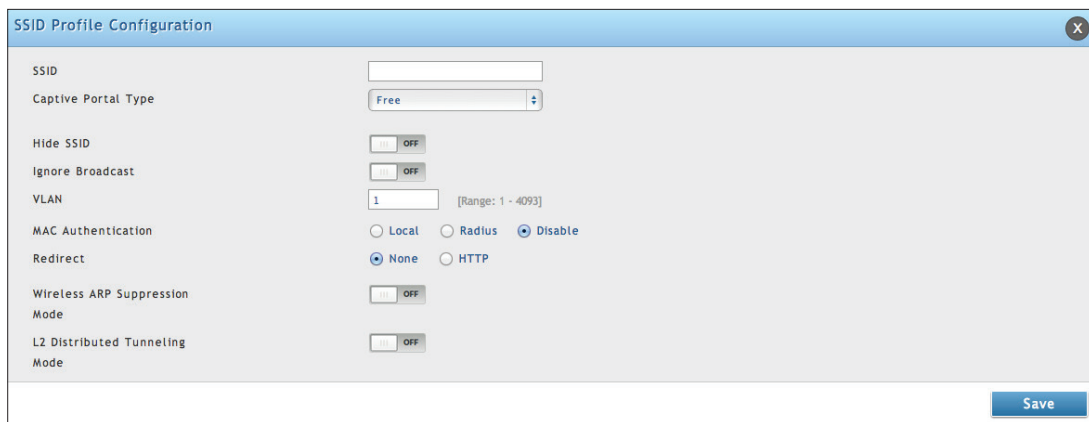 SSID Profile Configuration
X
SSID
Captive Portal Type Free
Hide SSID OFF
Ignore Broadcast OFF
VLAN 1 [Range: 1 - 4093]
MAC Authentication Local Radius Disable
Redirect None HTTP
Wireless ARP Suppression
Mode
OFF
L2 Distributed Tunneling
Mode
OFF
Save